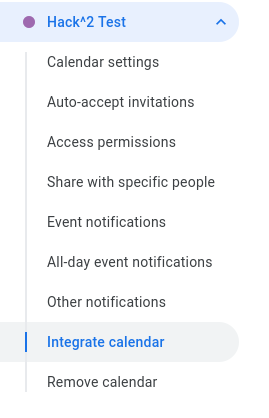 Hack^2 Test
Calendar settings
Auto-accept invitations
Access permissions
Share with specific people
Event notifications
All-day event notifications
Other notifications
Integrate calendar
Remove calendar